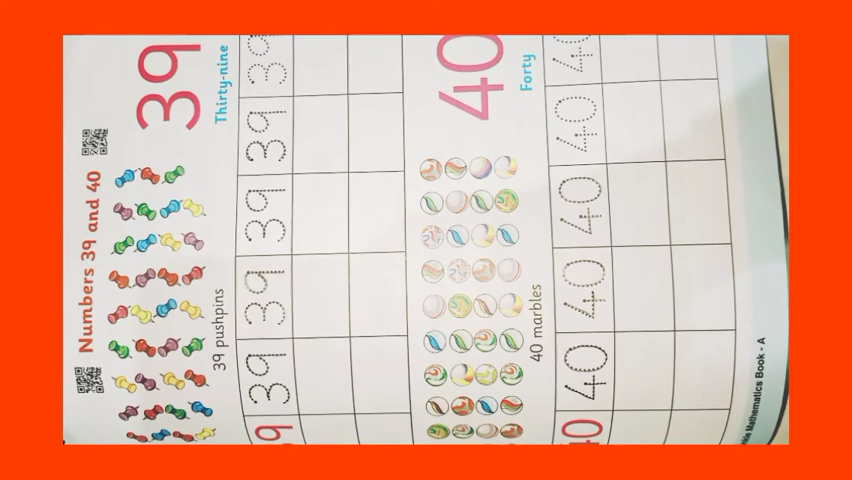 Numbers 39 and 40
39
Thirty-nine
39 pushpins
39 39 39 39 39
40
Forty
40 marbles
40 40 40 40 40 40
Mathematics Book - A